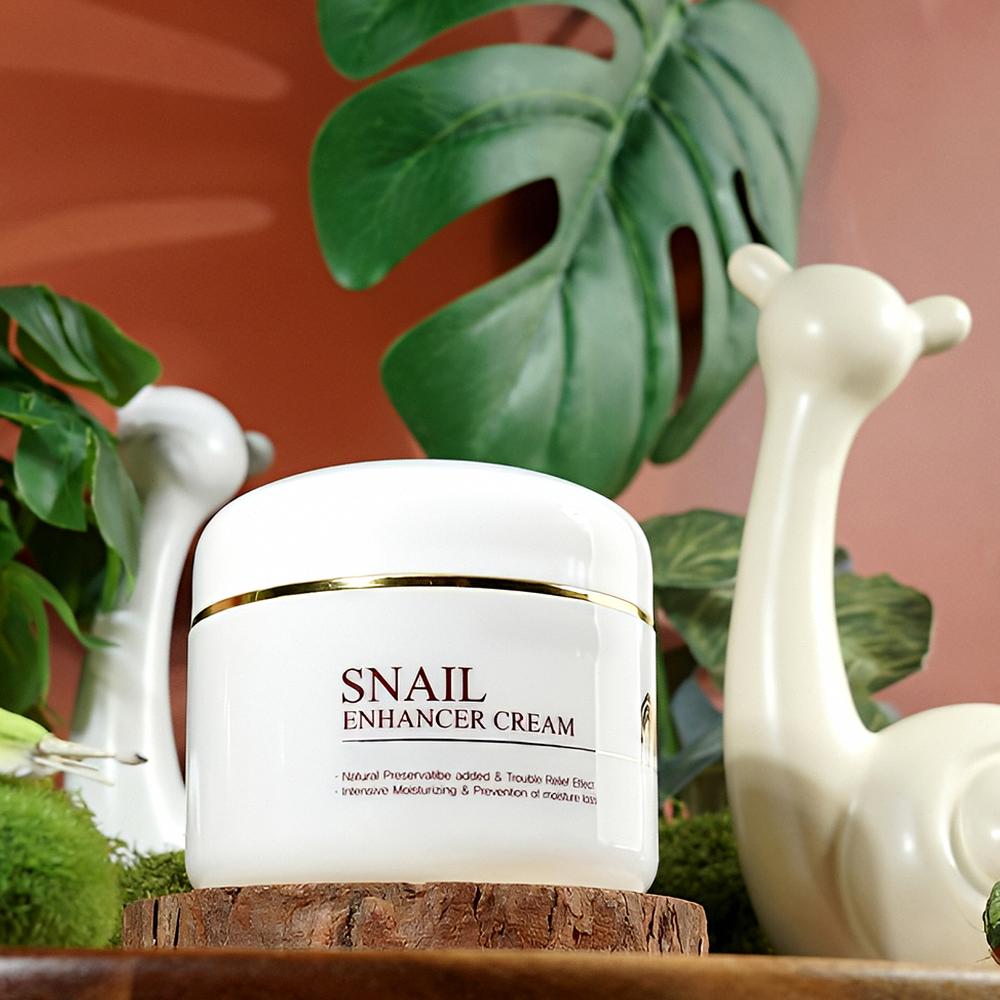 SNAIL
ENHANCER CREAM
- Natural Preservatibe added & Trouble Relief Effect
- Intensive Moisturizing & Prevention of moisture loss